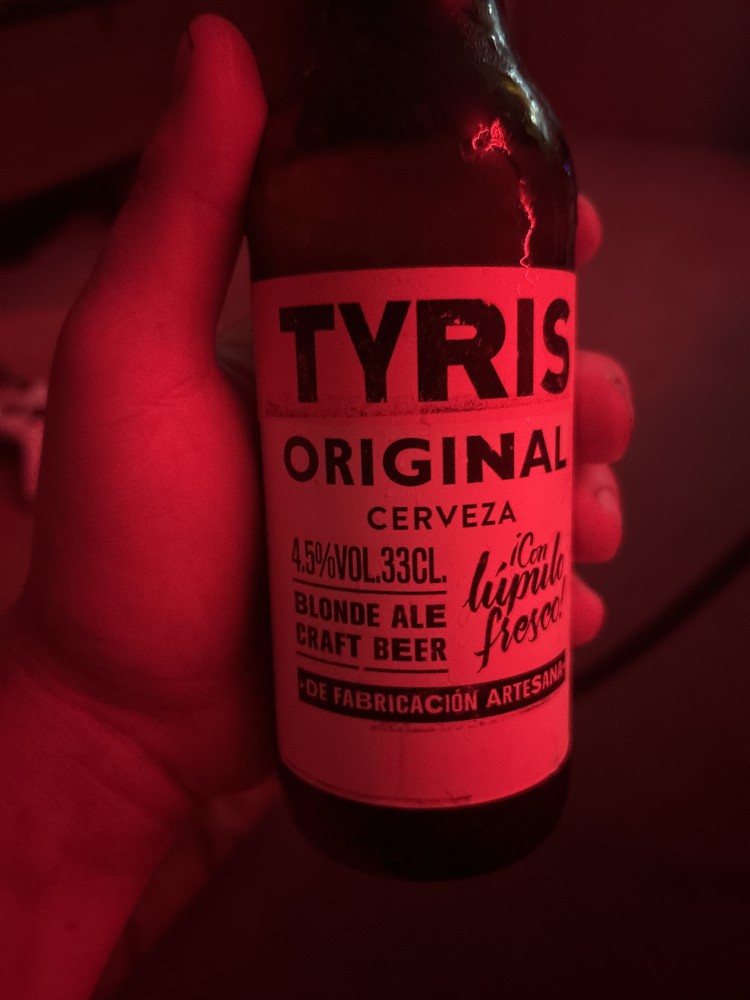 TYRIS
ORIGINAL
CERVEZA
4.5%VOL.33CL.
BLONDE ALE
CRAFT BEER
¡Con
lúpulo
fresco!
·DE FABRICACIÓN ARTESANA·